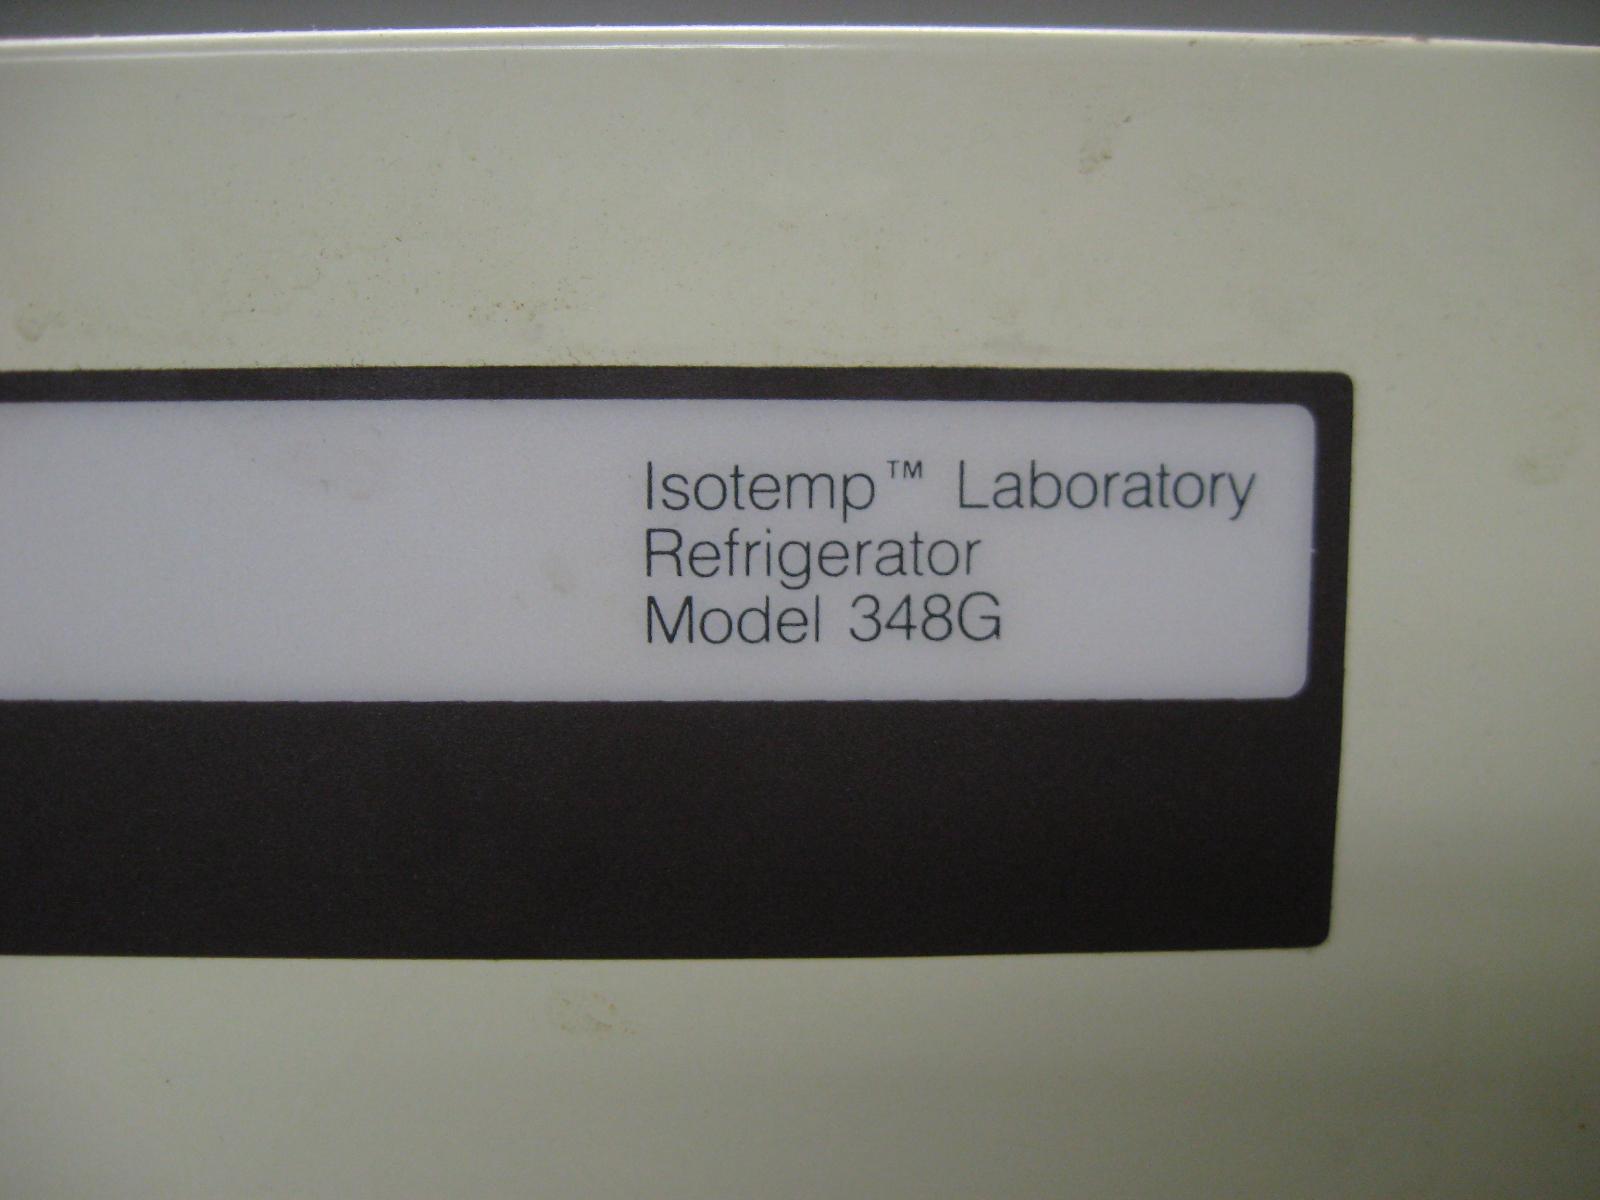 Isotemp™ Laboratory
Refrigerator
Model 348G